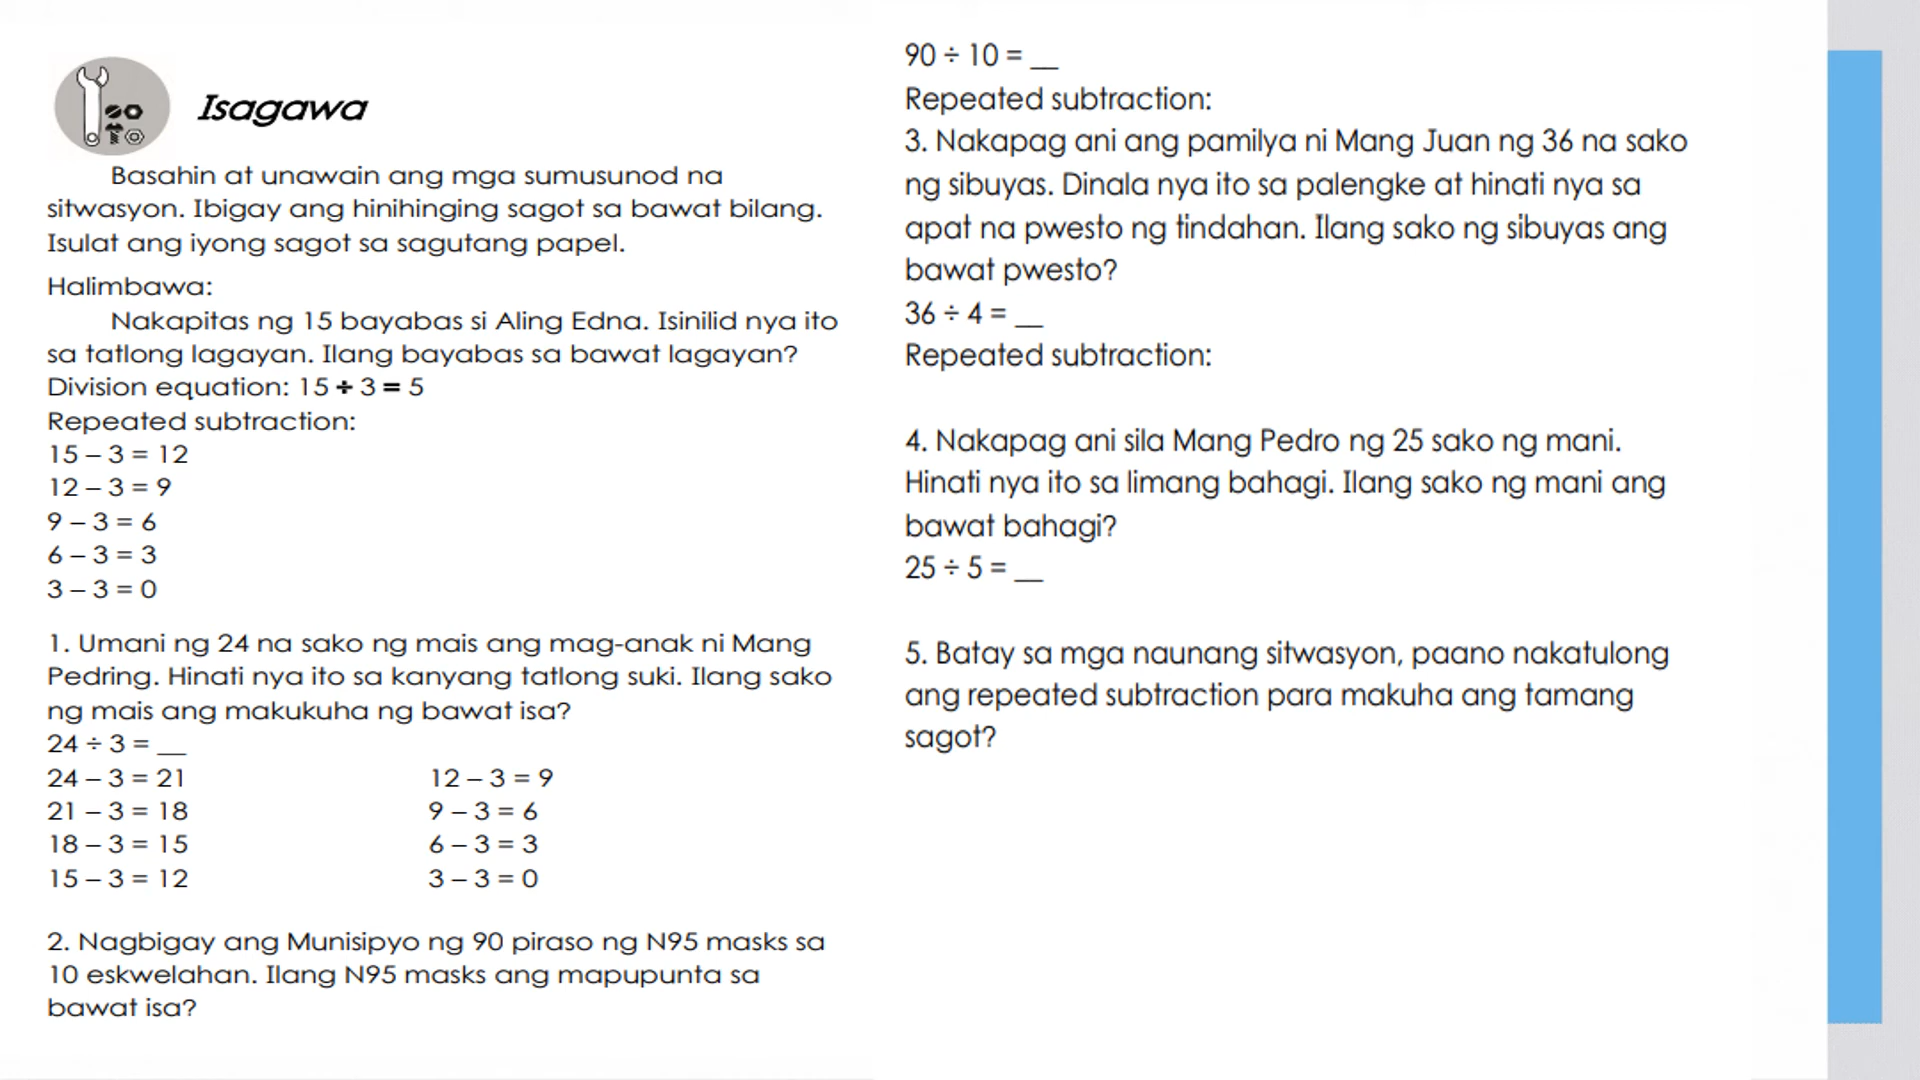 Isagawa
Basahin at unawain ang mga sumusunod na
sitwasyon. Ibigay ang hinihinging sagot sa bawat bilang.
Isulat ang iyong sagot sa sagutang papel.
Halimbawa:
Nakapitas ng 15 bayabas si Aling Edna. Isinilid nya ito
sa tatlong lagayan. Ilang bayabas sa bawat lagayan?
Division equation: 15 ÷ 3 = 5
Repeated subtraction:
15 – 3 = 12
12 – 3 = 9
9 – 3 = 6
6 – 3 = 3
3 – 3 = 0
1. Umani ng 24 na sako ng mais ang mag-anak ni Mang
Pedring. Hinati nya ito sa kanyang tatlong suki. Ilang sako
ng mais ang makukuha ng bawat isa?
24 ÷ 3 = __
24 – 3 = 21
21 – 3 = 18
18 – 3 = 15
15 – 3 = 12
12 – 3 = 9
9 – 3 = 6
6 – 3 = 3
3 – 3 = 0
2. Nagbigay ang Munisipyo ng 90 piraso ng N95 masks sa
10 eskwelahan. Ilang N95 masks ang mapupunta sa
bawat isa?
90 ÷ 10 = __
Repeated subtraction:
3. Nakapag ani ang pamilya ni Mang Juan ng 36 na sako
ng sibuyas. Dinala nya ito sa palengke at hinati nya sa
apat na pwesto ng tindahan. Ilang sako ng sibuyas ang
bawat pwesto?
36 ÷ 4 = __
Repeated subtraction:
4. Nakapag ani sila Mang Pedro ng 25 sako ng mani.
Hinati nya ito sa limang bahagi. Ilang sako ng mani ang
bawat bahagi?
25 ÷ 5 = __
5. Batay sa mga naunang sitwasyon, paano nakatulong
ang repeated subtraction para makuha ang tamang
sagot?